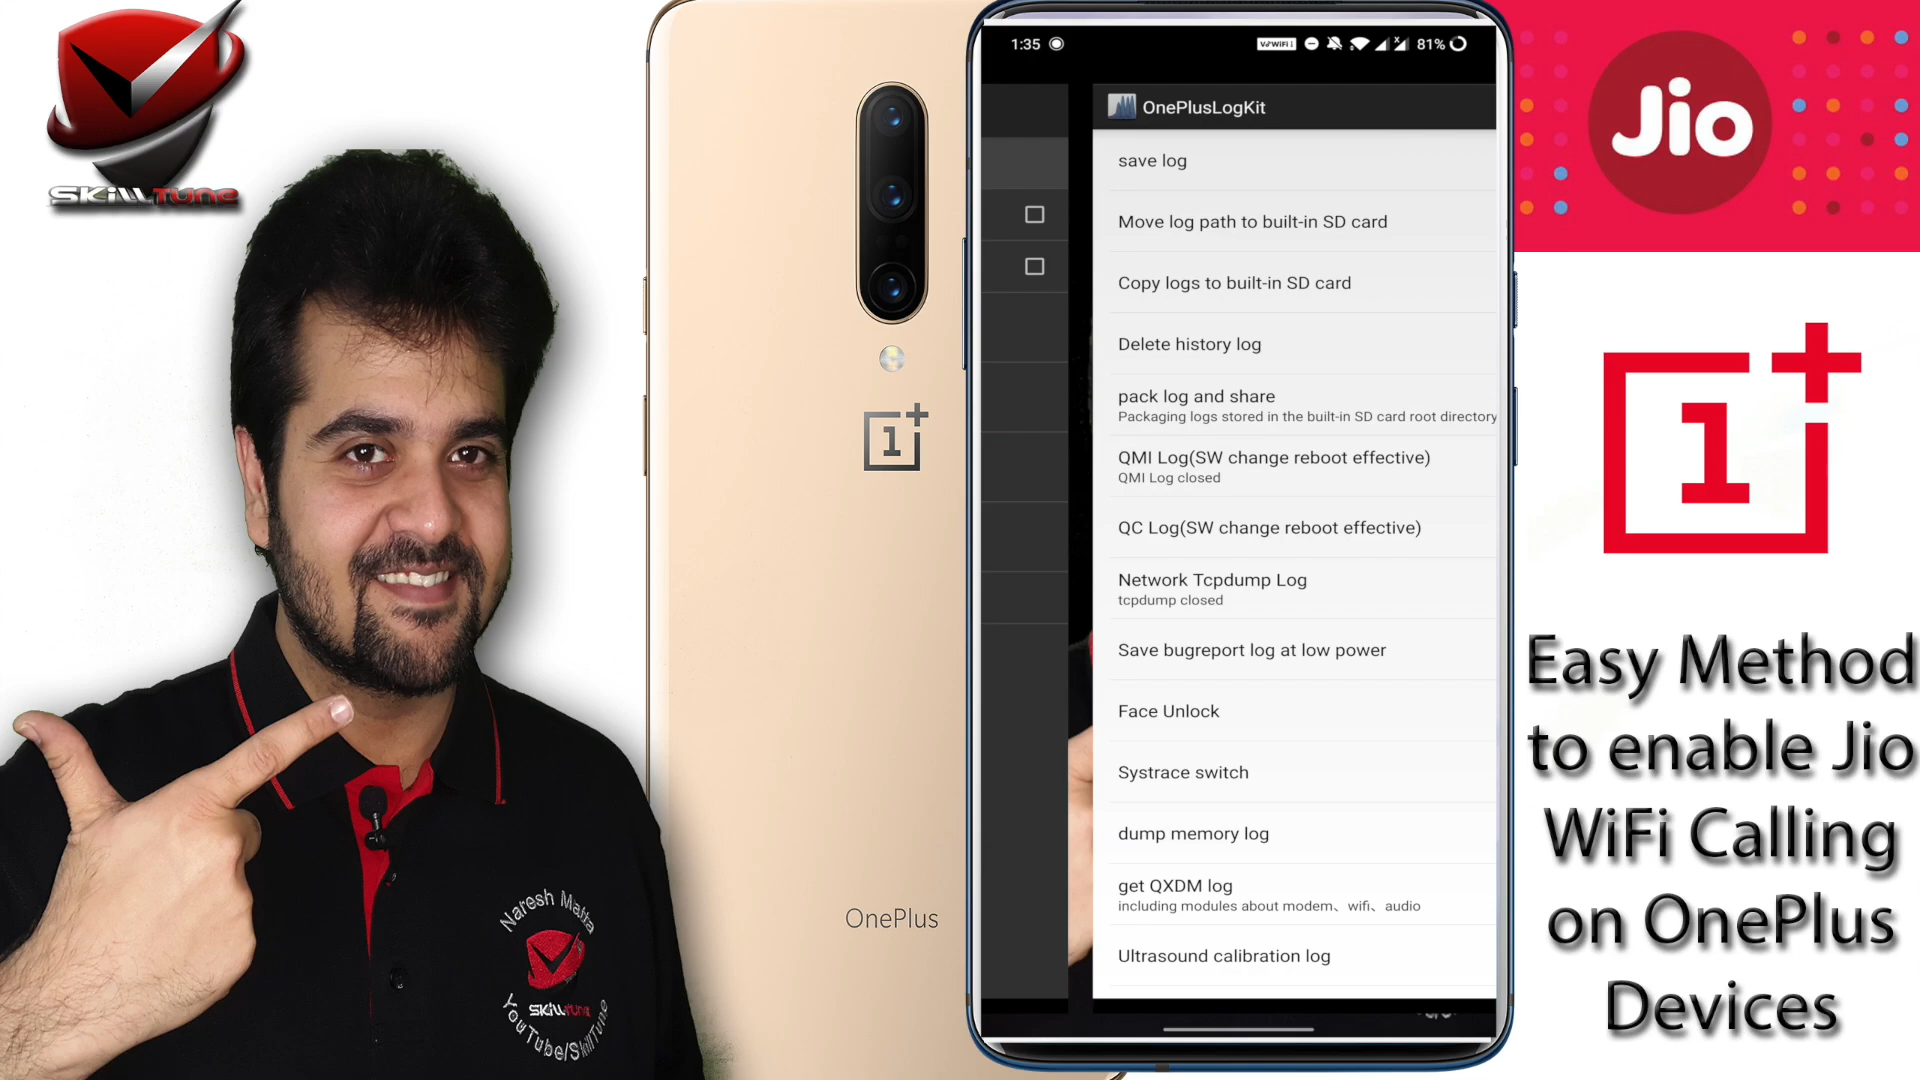 SKILLTUNE
Naresh Matta
SKILLTUNE
YouTube/SkillTune
1
OnePlus
1:35
VoWiFi 81%
OnePlusLogKit
save log
Move log path to built-in SD card
Copy logs to built-in SD card
Delete history log
pack log and share
Packaging logs stored in the built-in SD card root directory
QMI Log(SW change reboot effective)
QMI Log closed
QC Log(SW change reboot effective)
Network Tcpdump Log
tcpdump closed
Save bugreport log at low power
Face Unlock
Systrace switch
dump memory log
get QXDM log
including modules about modem、wifi、audio
Ultrasound calibration log
Jio
1
Easy Method
to enable Jio
WiFi Calling
on OnePlus
Devices